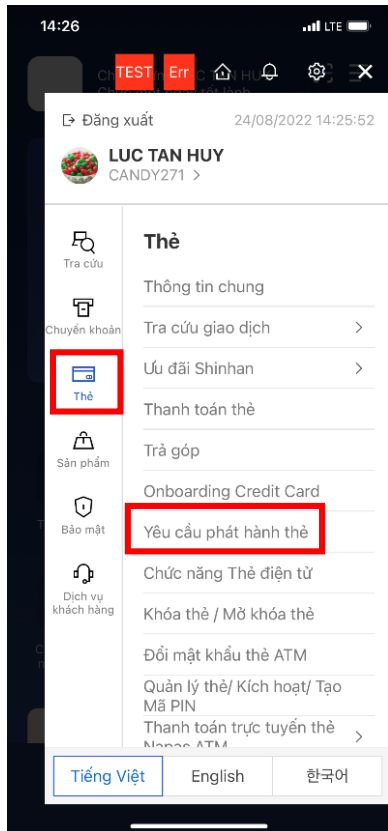 14:26
LTE
TEST Err
Đăng xuất 24/08/2022 14:25:52
LUC TAN HUY
CANDY271 >
Tra cứu
Chuyển khoản
Thẻ
Sản phẩm
Bảo mật
Dịch vụ
khách hàng
Thẻ
Thông tin chung
Tra cứu giao dịch >
Ưu đãi Shinhan >
Thanh toán thẻ
Trả góp
Onboarding Credit Card
Yêu cầu phát hành thẻ
Chức năng Thẻ điện tử
Khóa thẻ / Mở khóa thẻ
Đổi mật khẩu thẻ ATM
Quản lý thẻ/ Kích hoạt/ Tạo
Mã PIN
Thanh toán trực tuyến thẻ >
Napas ATM
Tiếng Việt English 한국어